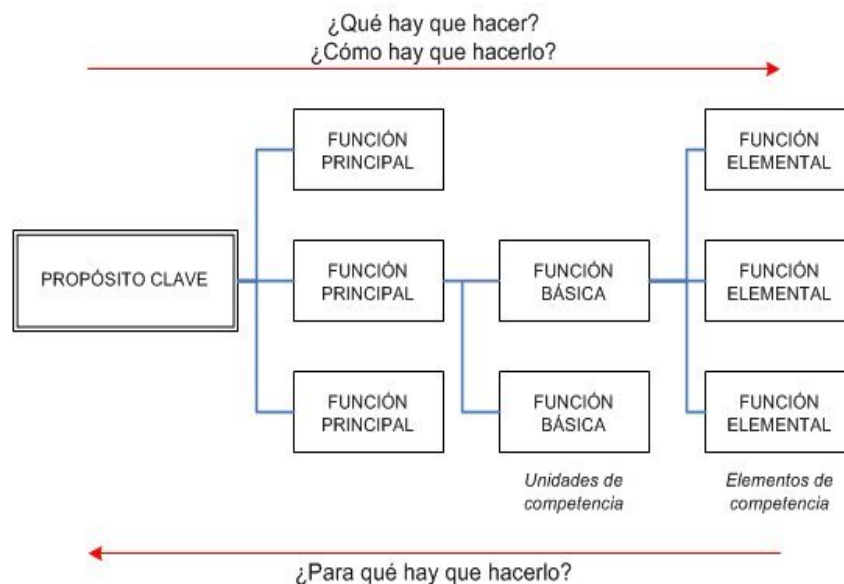 ¿Qué hay que hacer?
¿Cómo hay que hacerlo?
FUNCIÓN
PRINCIPAL
FUNCIÓN
ELEMENTAL
PROPÓSITO CLAVE
FUNCIÓN
PRINCIPAL
FUNCIÓN
BÁSICA
FUNCIÓN
ELEMENTAL
FUNCIÓN
PRINCIPAL
FUNCIÓN
BÁSICA
FUNCIÓN
ELEMENTAL
Unidades de
competencia
Elementos de
competencia
¿Para qué hay que hacerlo?